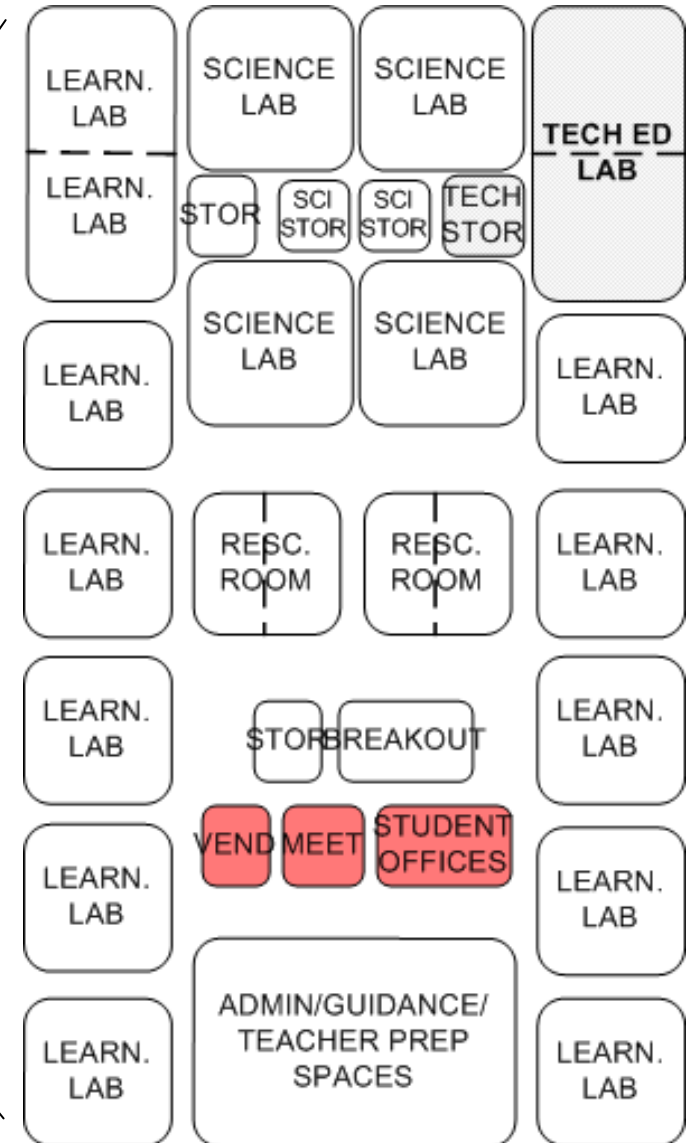 LEARN.
LAB
LEARN.
LAB
SCIENCE
LAB
SCIENCE
LAB
TECH ED
LAB
STOR
SCI
STOR
SCI
STOR
TECH
STOR
SCIENCE
LAB
SCIENCE
LAB
LEARN.
LAB
LEARN.
LAB
LEARN.
LAB
RESC.
ROOM
RESC.
ROOM
LEARN.
LAB
LEARN.
LAB
STOR
BREAKOUT
LEARN.
LAB
VEND
MEET
STUDENT
OFFICES
LEARN.
LAB
LEARN.
LAB
LEARN.
LAB
ADMIN/GUIDANCE/
TEACHER PREP
SPACES
LEARN.
LAB